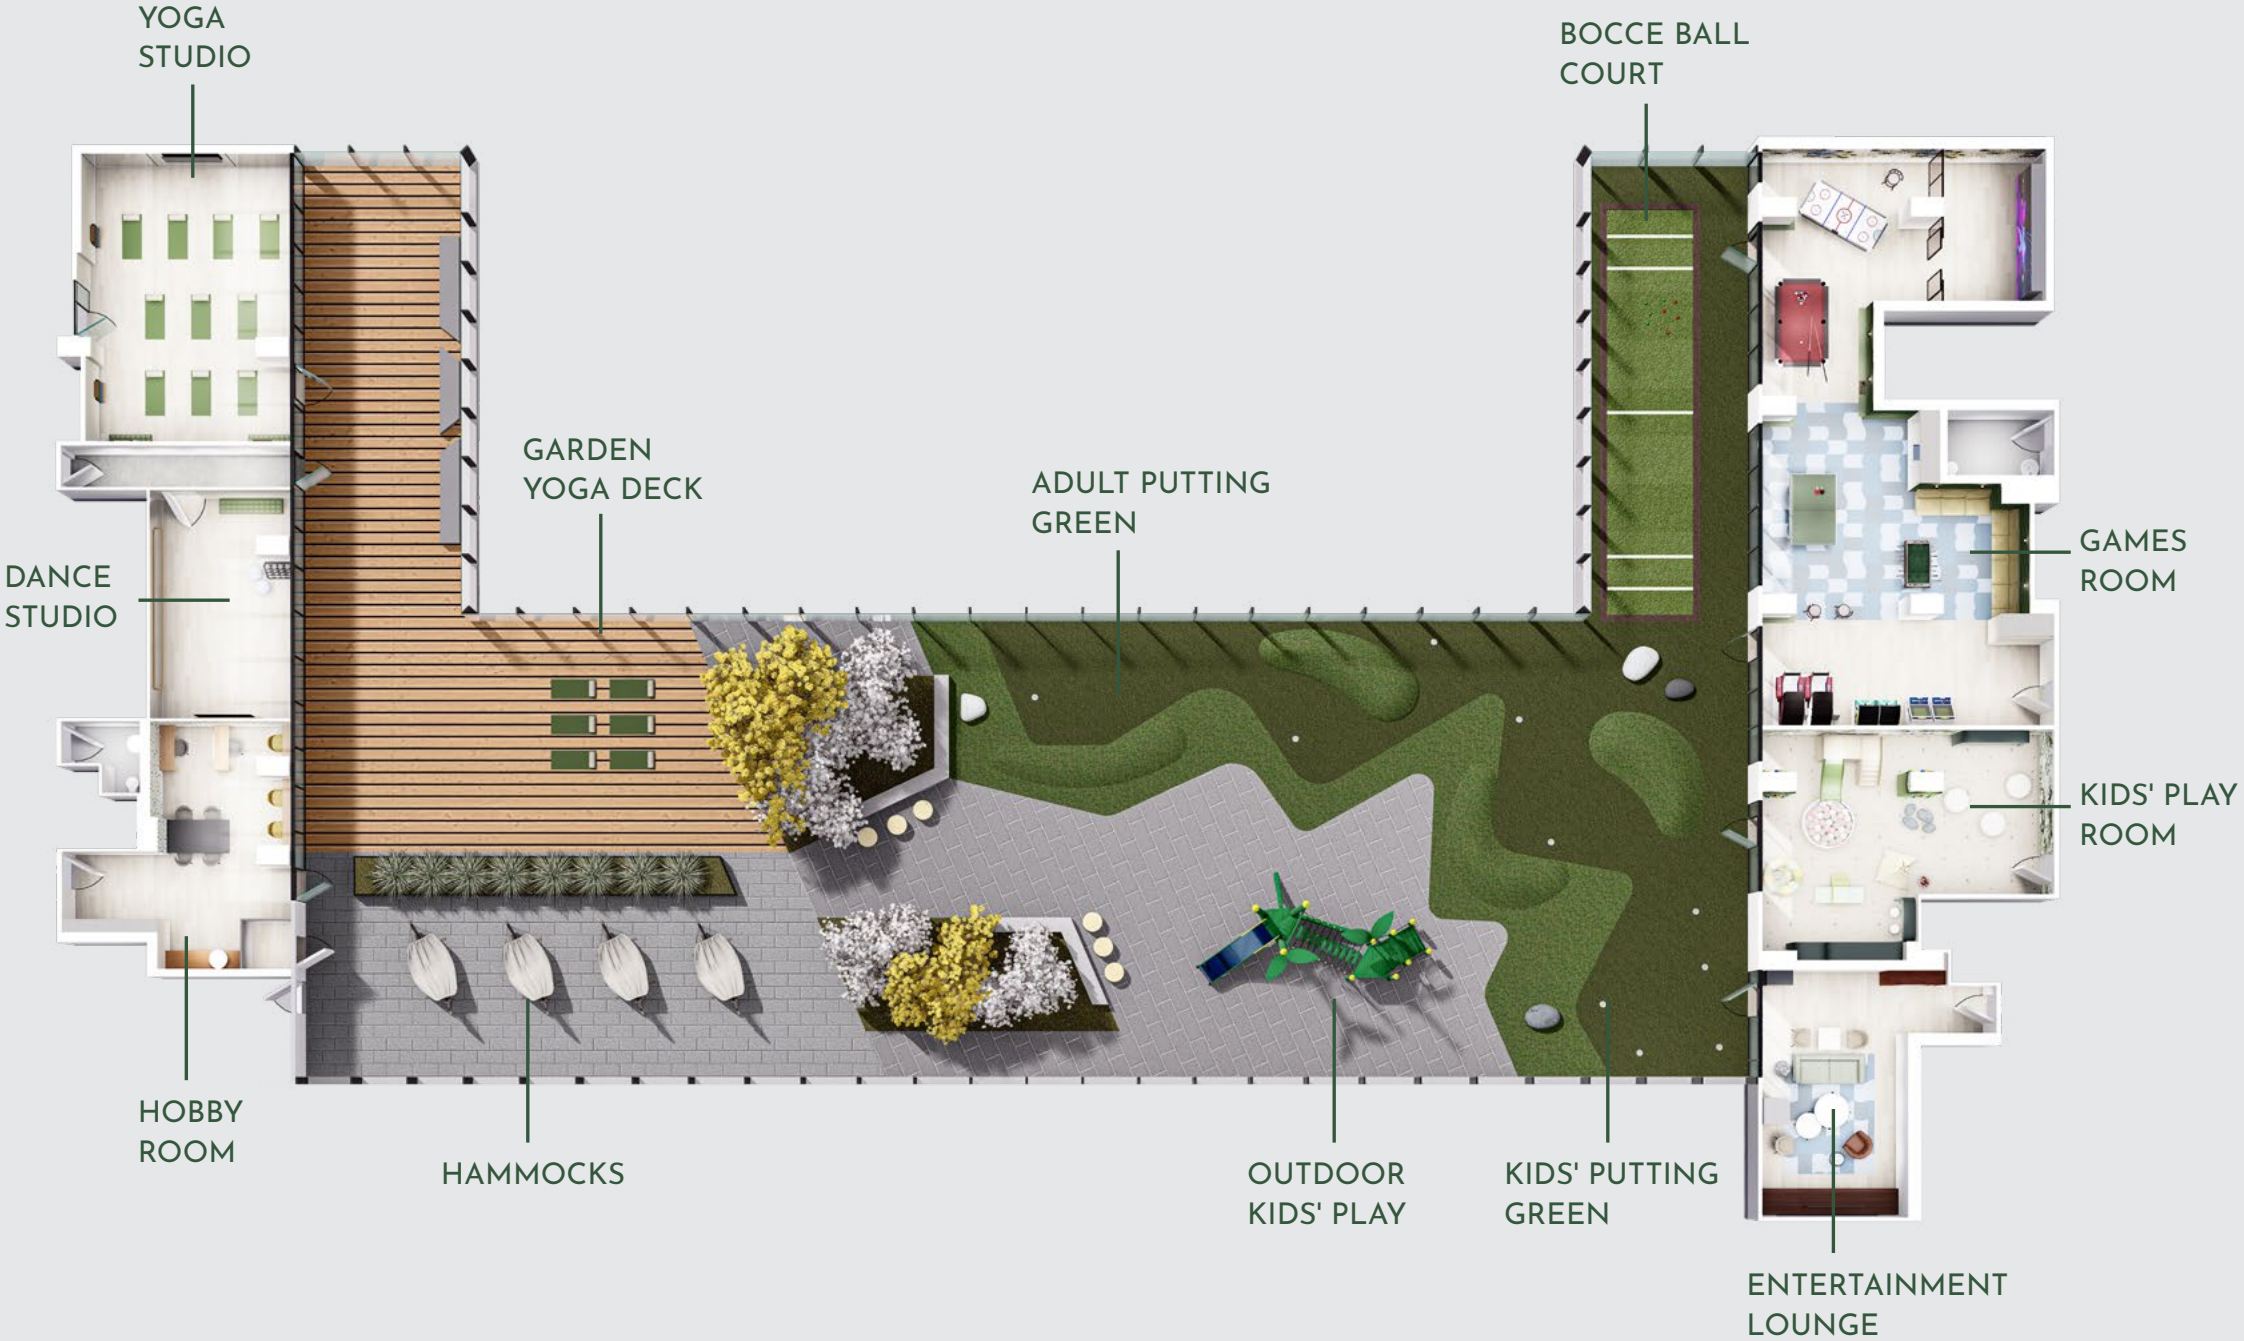 YOGA
STUDIO
BOCCE BALL
COURT
GARDEN
YOGA DECK
ADULT PUTTING
GREEN
GAMES
ROOM
DANCE
STUDIO
KIDS' PLAY
ROOM
HOBBY
ROOM
HAMMOCKS
OUTDOOR
KIDS' PLAY
KIDS' PUTTING
GREEN
ENTERTAINMENT
LOUNGE